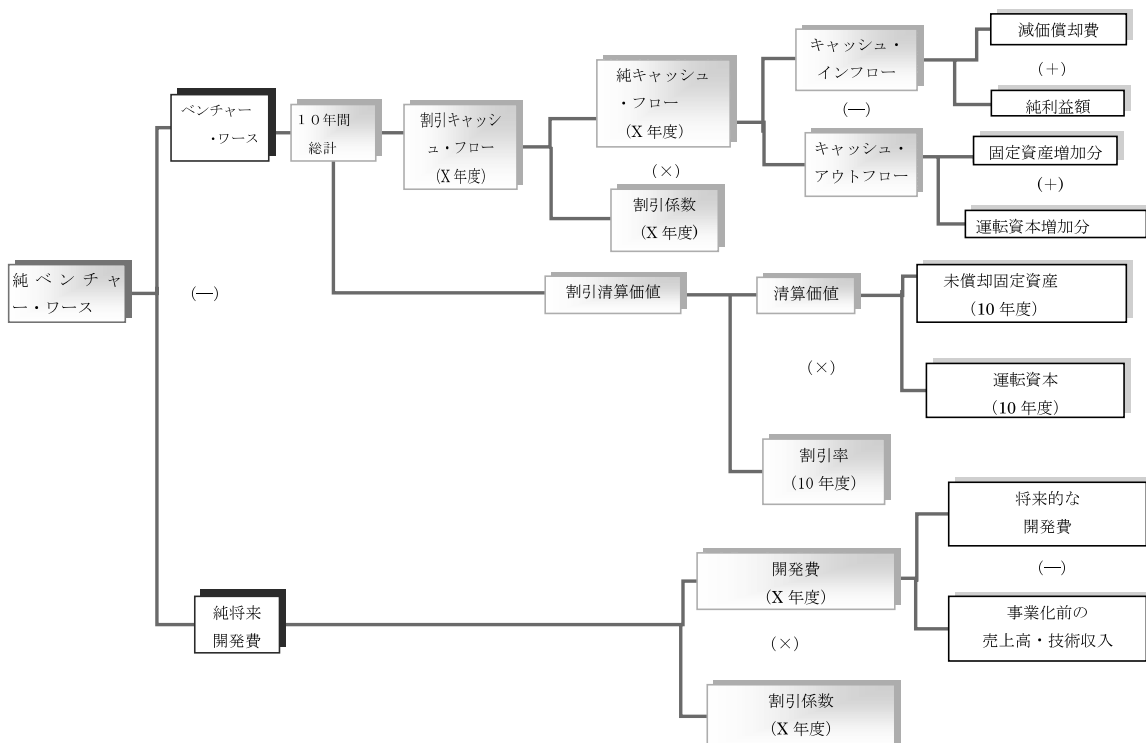 減価償却費
キャッシュ・
インフロー
（＋）
純キャッシュ
・フロー
（X 年度）
（―）
純利益額
ベンチャー
・ワース
１０年間
総計
割引キャッシ
ュ・フロー
（X 年度）
キャッシュ・
アウトフロー
固定資産増加分
（×）
（+）
割引係数
（X 年度）
運転資本増加分
純ベンチャ
ー・ワース
（―）
割引清算価値
清算価値
未償却固定資産
（10 年度）
（×）
運転資本
（10 年度）
割引率
（10 年度）
将来的な
開発費
開発費
（X 年度）
（―）
純将来
開発費
（×）
事業化前の
売上高・技術収入
割引係数
（X 年度）